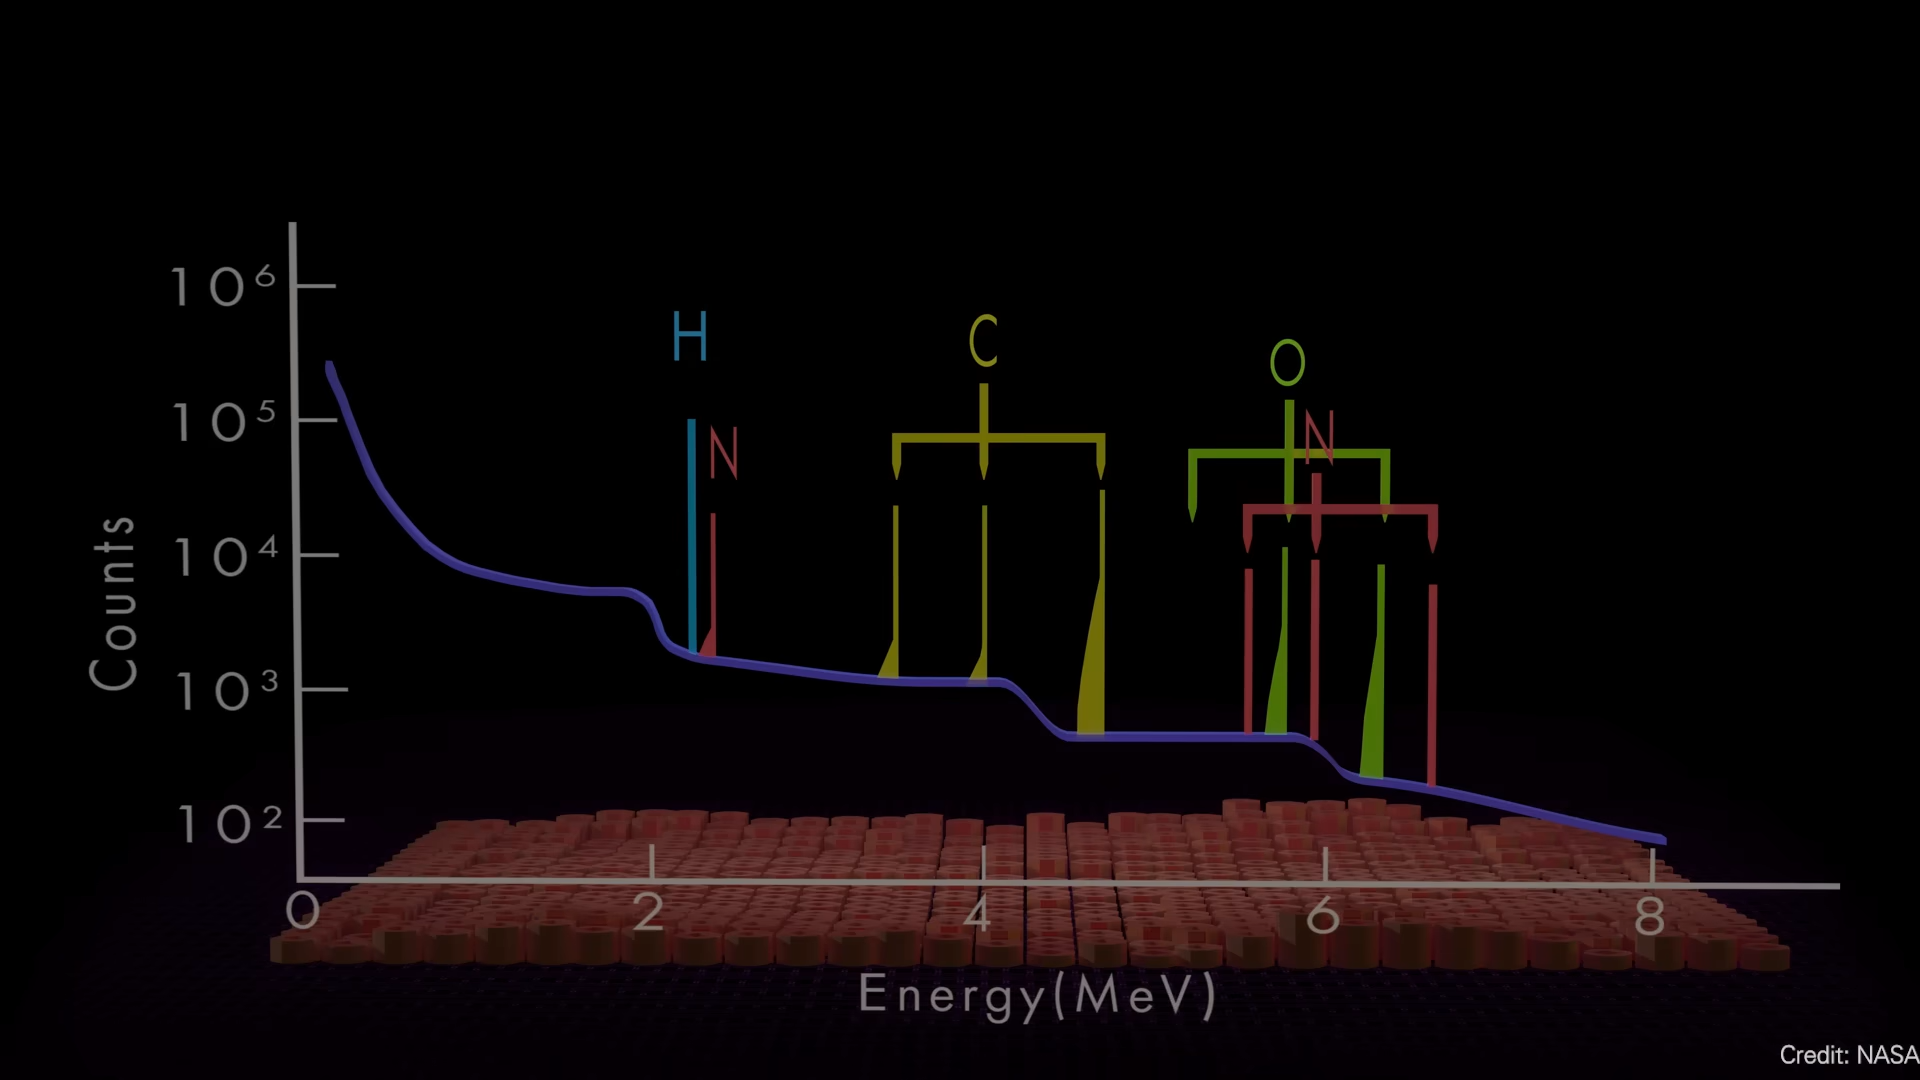 10⁶
H
C
O
10⁵
N
N
10⁴
Counts
10³
10²
0 2 4 6 8
Energy(MeV)
Credit: NASA